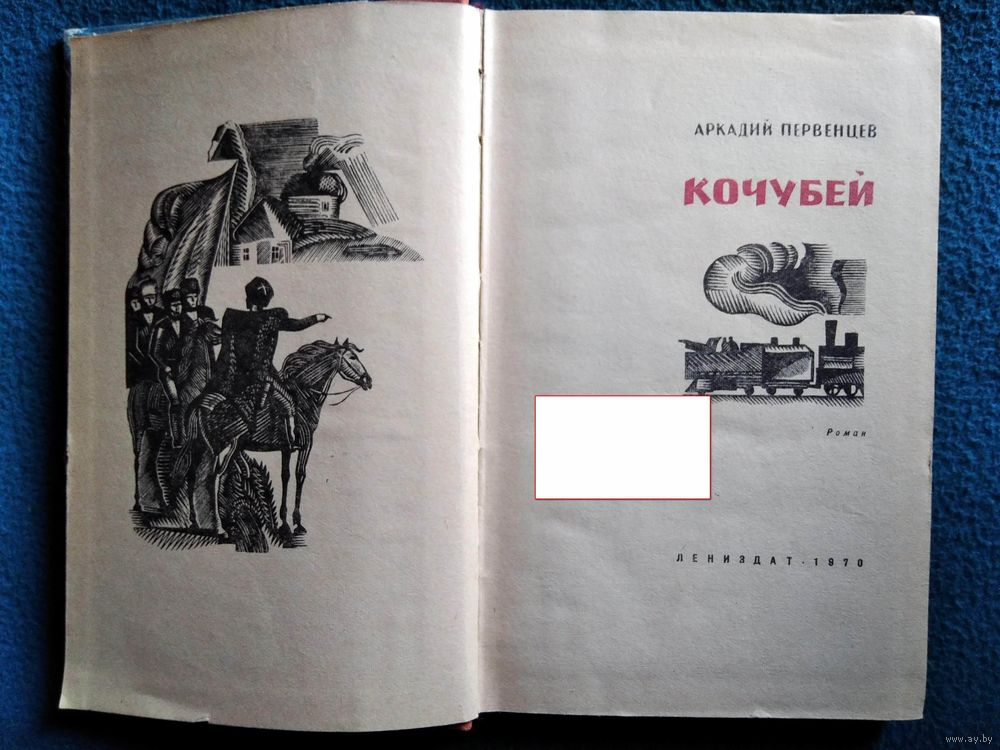 АРКАДИЙ ПЕРВЕНЦЕВ
КОЧУБЕЙ
Роман
ЛЕНИЗДАТ · 1970
www.ay.by